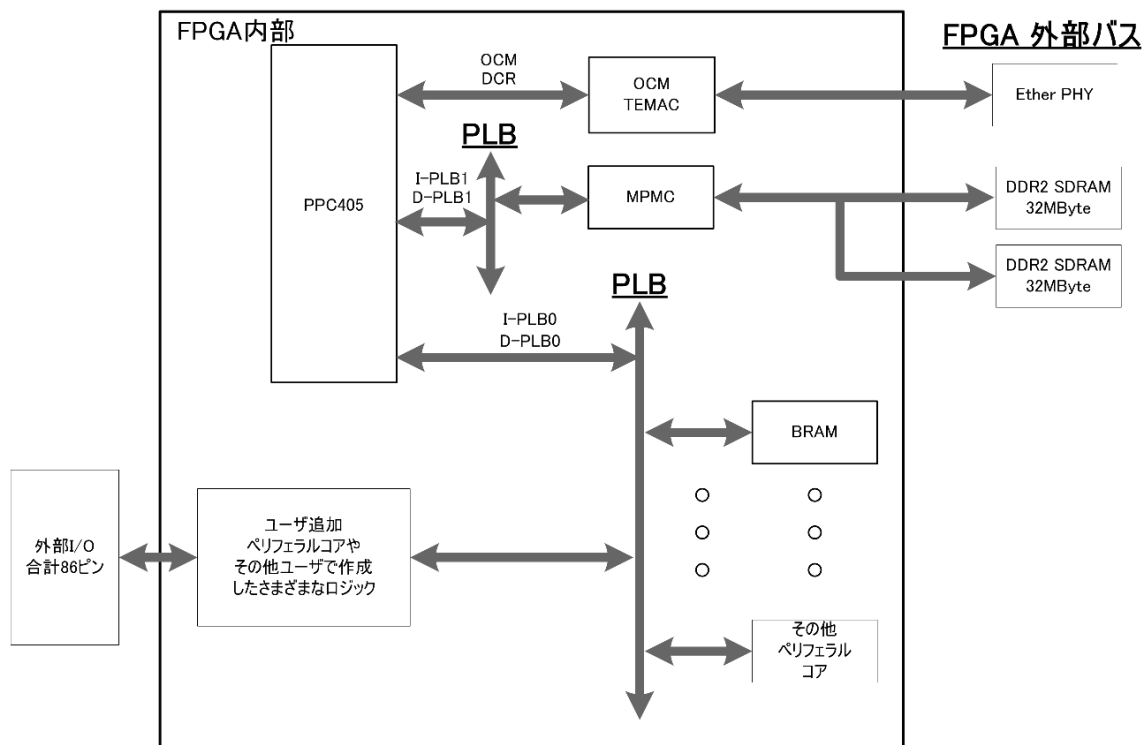 FPGA内部
FPGA 外部バス
OCM
DCR
OCM
TEMAC
Ether PHY
PLB
I-PLB1
D-PLB1
PPC405
MPMC
DDR2 SDRAM
32MByte
DDR2 SDRAM
32MByte
PLB
I-PLB0
D-PLB0
BRAM
外部I/O
合計86ピン
ユーザ追加
ペリフェラルコアや
その他ユーザで作成
したさまざまなロジック
その他
ペリフェラル
コア